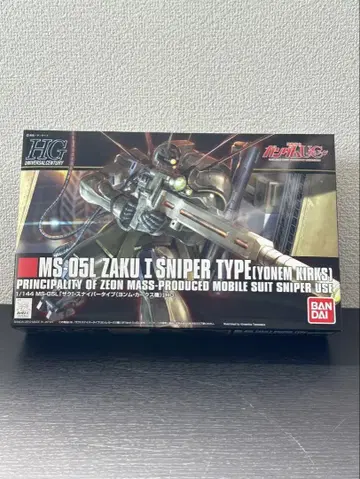 HG
UNIVERSAL CENTURY
ガンダムUC
MS-05L ZAKU I SNIPER TYPE [YONEM KIRKS]
PRINCIPALITY OF ZEON MASS-PRODUCED MOBILE SUIT SNIPER USE
1/144 MS-05L「ザクI・スナイパータイプ(ヨンム・カークス機)」
BAN
DAI